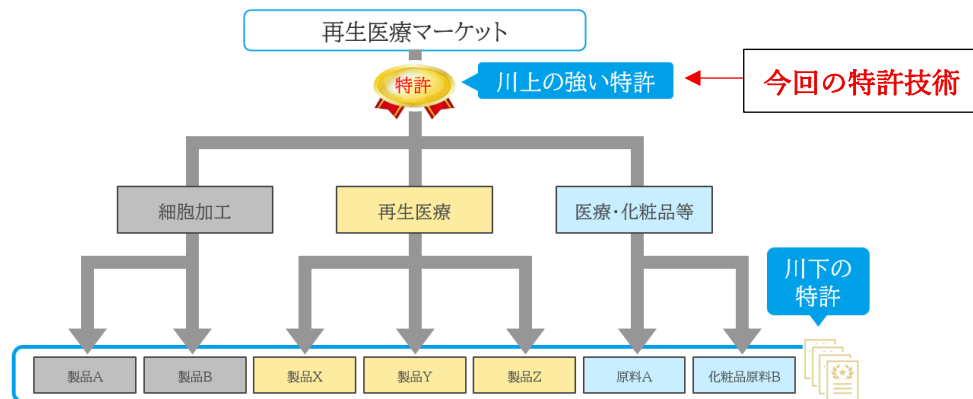 再生医療マーケット
特許
川上の強い特許
今回の特許技術
細胞加工
再生医療
医療・化粧品等
川下の
特許
製品A
製品B
製品X
製品Y
製品Z
原料A
化粧品原料B